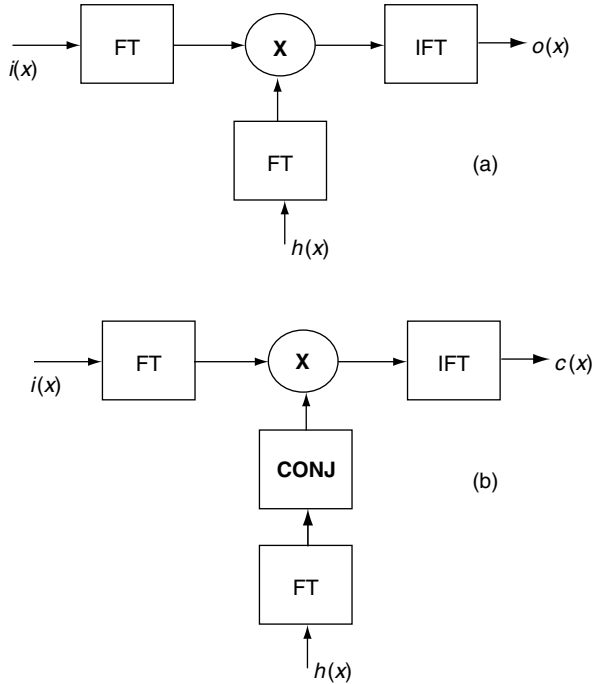 FT X IFT o(x)
i(x)
FT (a)
h(x)
FT X IFT c(x)
i(x)
CONJ (b)
FT
h(x)